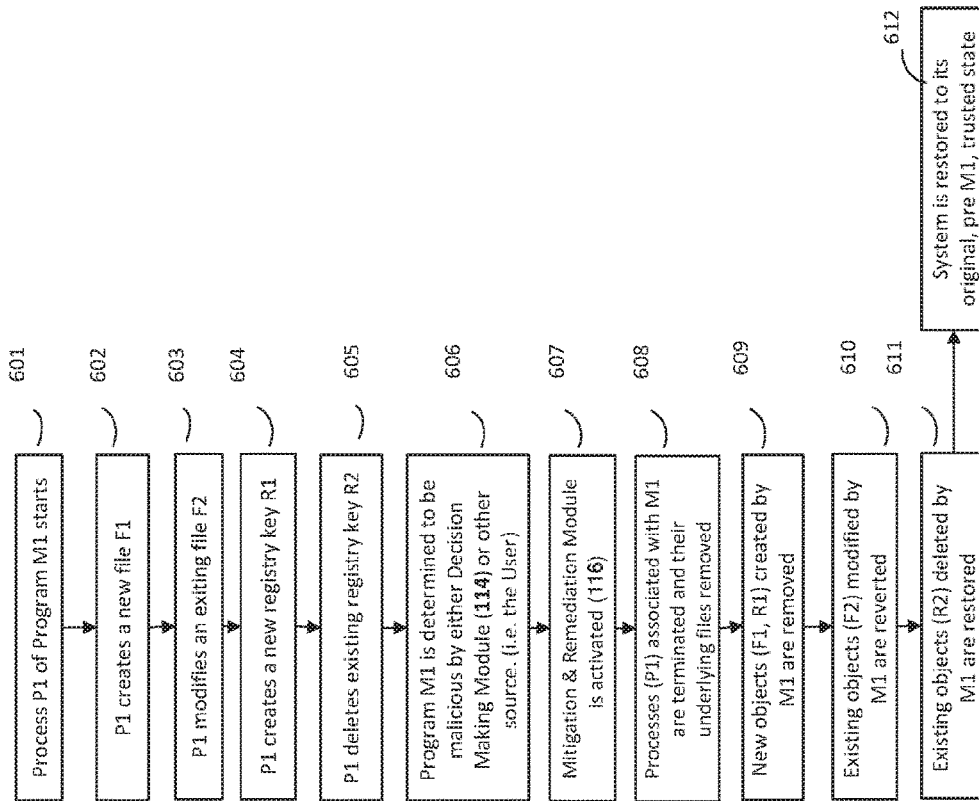 601
Process P1 of Program M1 starts
602
P1 creates a new file F1
603
P1 modifies an exiting file F2
604
P1 creates a new registry key R1
605
P1 deletes existing registry key R2
606
Program M1 is determined to be
malicious by either Decision
Making Module (114) or other
source. (i.e. the User)
607
Mitigation & Remediation Module
is activated (116)
608
Processes (P1) associated with M1
are terminated and their
underlying files removed
609
New objects (F1, R1) created by
M1 are removed
610
Existing objects (F2) modified by
M1 are reverted
611
Existing objects (R2) deleted by
M1 are restored
612
System is restored to its
original, pre M1, trusted state